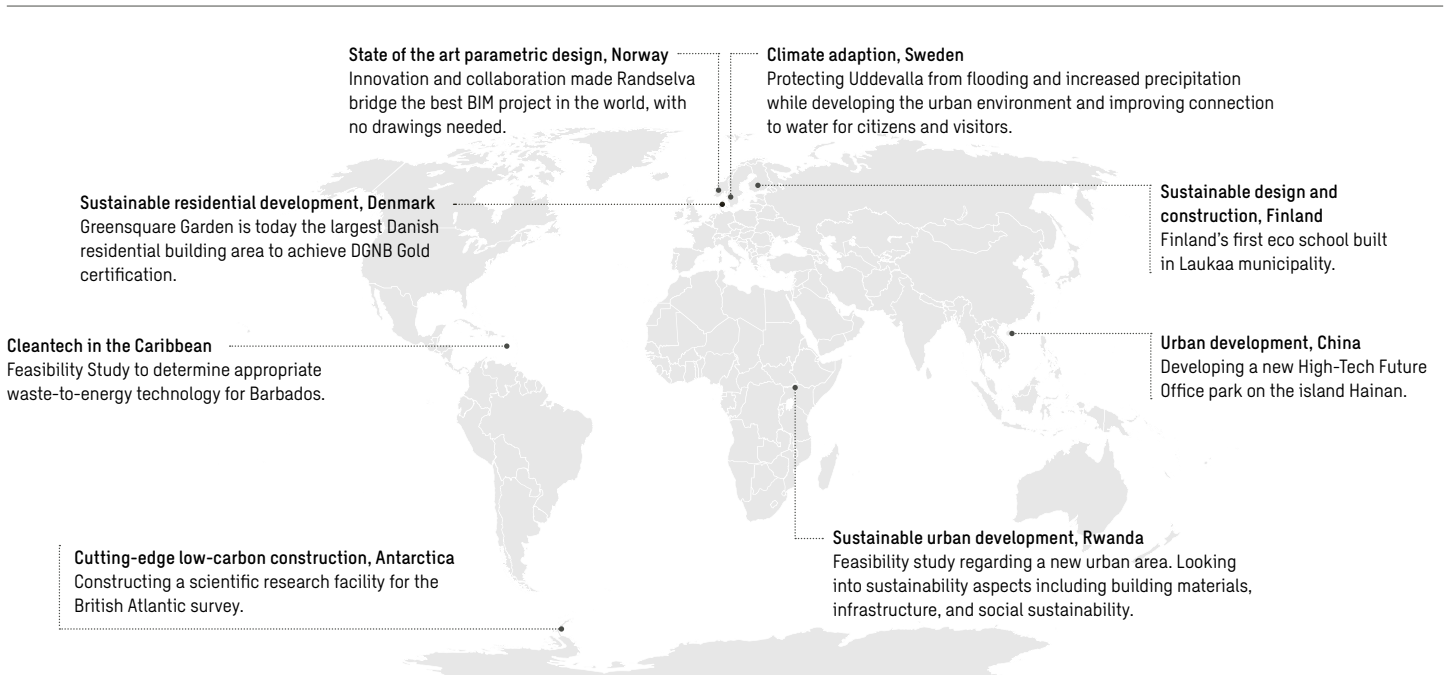 State of the art parametric design, Norway
Innovation and collaboration made Randselva
bridge the best BIM project in the world, with
no drawings needed.
Climate adaption, Sweden
Protecting Uddevalla from flooding and increased precipitation
while developing the urban environment and improving connection
to water for citizens and visitors.
Sustainable residential development, Denmark
Greensquare Garden is today the largest Danish
residential building area to achieve DGNB Gold
certification.
Sustainable design and
construction, Finland
Finland's first eco school built
in Laukaa municipality.
Cleantech in the Caribbean
Feasibility Study to determine appropriate
waste-to-energy technology for Barbados.
Urban development, China
Developing a new High-Tech Future
Office park on the island Hainan.
Cutting-edge low-carbon construction, Antarctica
Constructing a scientific research facility for the
British Atlantic survey.
Sustainable urban development, Rwanda
Feasibility study regarding a new urban area. Looking
into sustainability aspects including building materials,
infrastructure, and social sustainability.